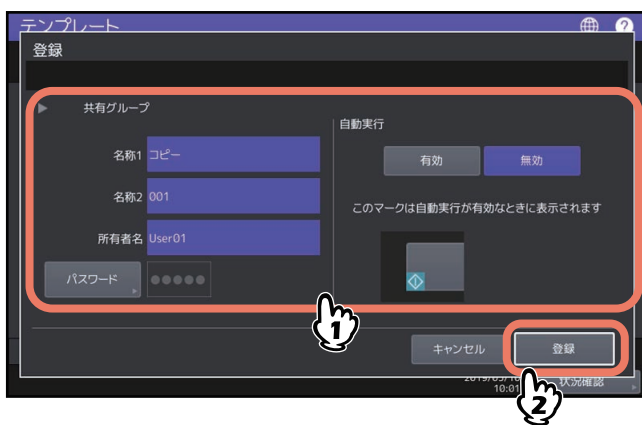 テンプレート
登録
共有グループ
名称1 コピー
名称2 001
所有者名 User01
パスワード
自動実行
有効 無効
このマークは自動実行が有効なときに表示されます
1
キャンセル 登録
10:01
状況確認
2